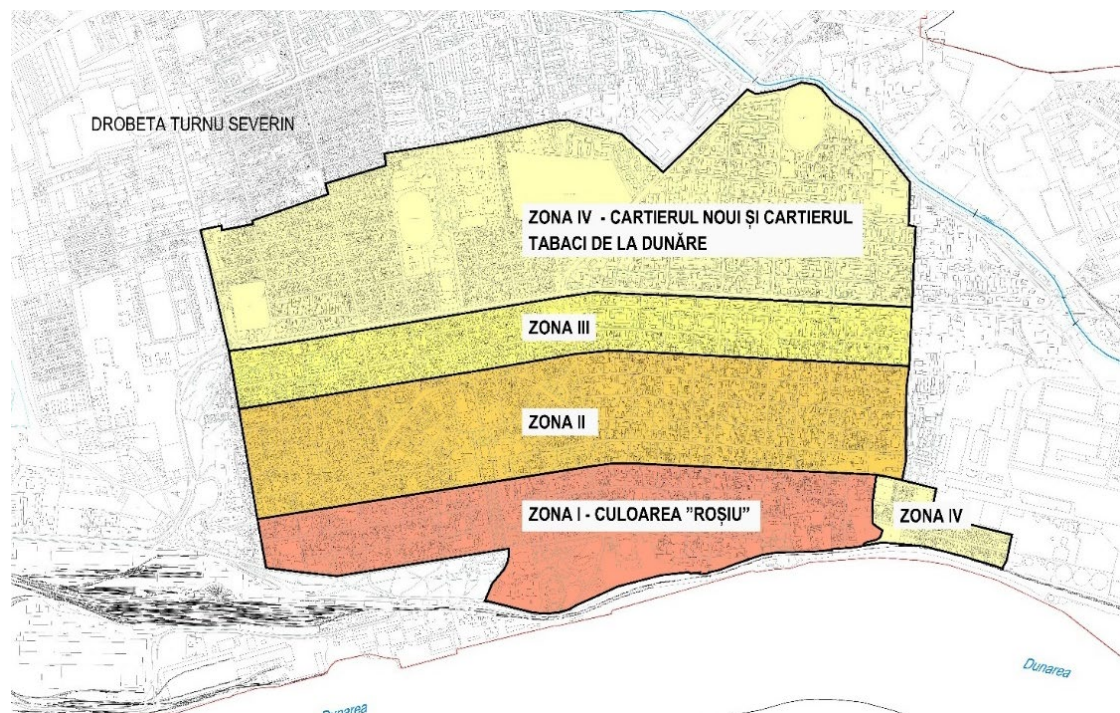 DROBETA TURNU SEVERIN
ZONA IV - CARTIERUL NOUI ȘI CARTIERUL
TABACI DE LA DUNĂRE
ZONA III
ZONA II
ZONA I - CULOAREA "ROȘIU"
ZONA IV
Dunarea
Dunarea